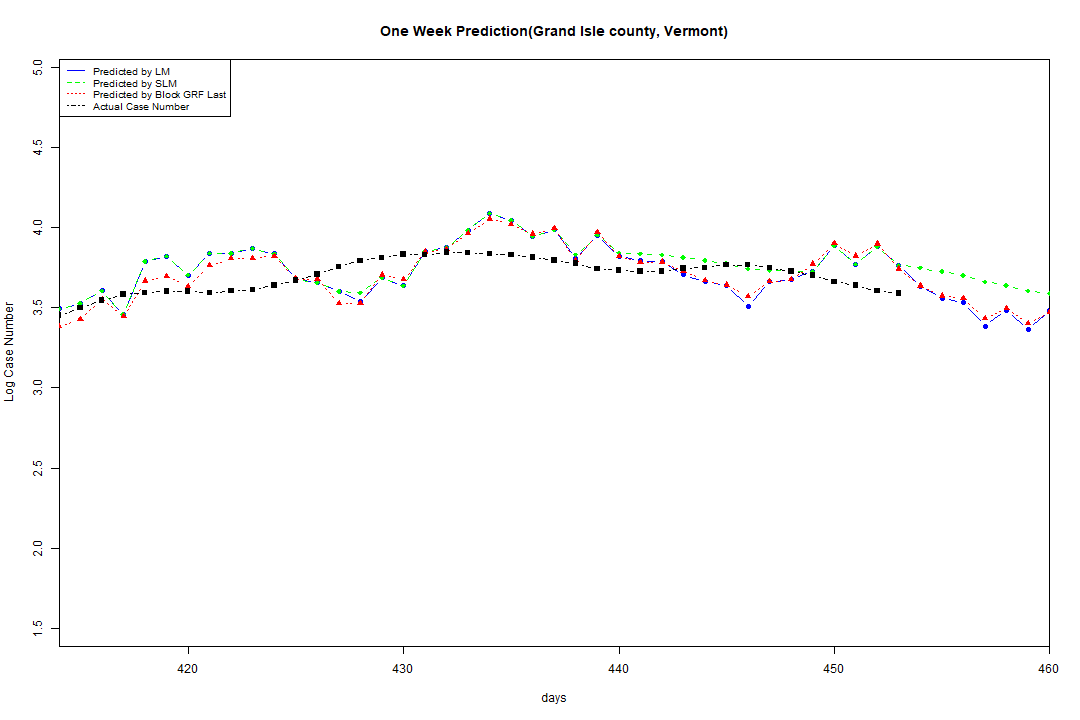 One Week Prediction(Grand Isle county, Vermont)
Predicted by LM
Predicted by SLM
Predicted by Block GRF Last
Actual Case Number
5.0
4.5
4.0
3.5
3.0
2.5
2.0
1.5
Log Case Number
420 430 440 450 460
days